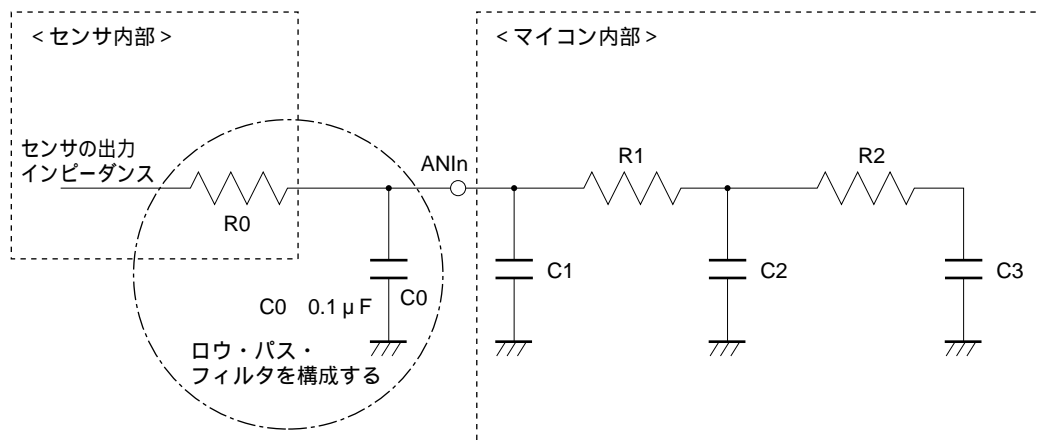 <センサ内部>
<マイコン内部>
センサの出力
インピーダンス
ANIn
R0
R1
R2
C1
C2
C3
C0
C0 0.1μF
ロウ・パス・
フィルタを構成する